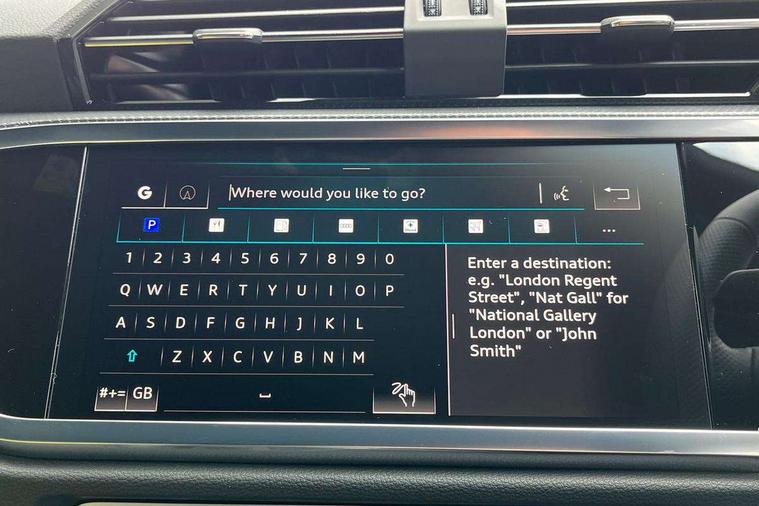 G
Where would you like to go?
P
...
1 2 3 4 5 6 7 8 9 0
Q W E R T Y U I O P
A S D F G H J K L
Z X C V B N M
#+= GB
Enter a destination:
e.g. "London Regent
Street", "Nat Gall" for
"National Gallery
London" or "John
Smith"